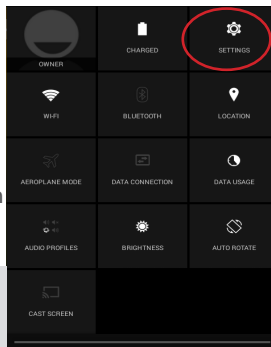 CHARGED
SETTINGS
OWNER
WI-FI
BLUETOOTH
LOCATION
AEROPLANE MODE
DATA CONNECTION
DATA USAGE
AUDIO PROFILES
BRIGHTNESS
AUTO ROTATE
CAST SCREEN